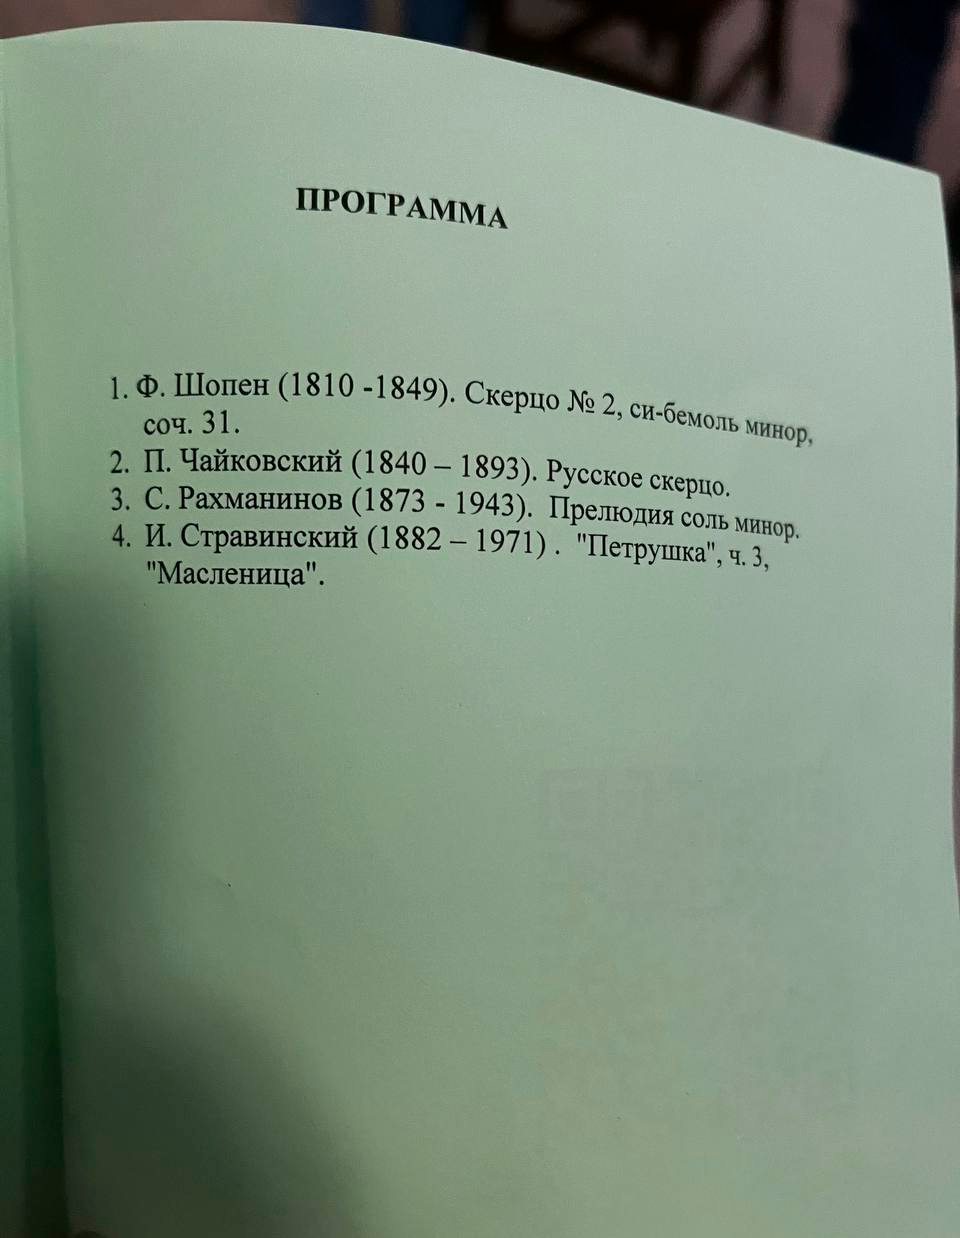 ПРОГРАММА
1. Ф. Шопен (1810 -1849). Скерцо № 2, си-бемоль минор,
соч. 31.
2. П. Чайковский (1840 – 1893). Русское скерцо.
3. С. Рахманинов (1873 - 1943). Прелюдия соль минор.
4. И. Стравинский (1882 – 1971) . "Петрушка", ч. 3,
"Масленица".